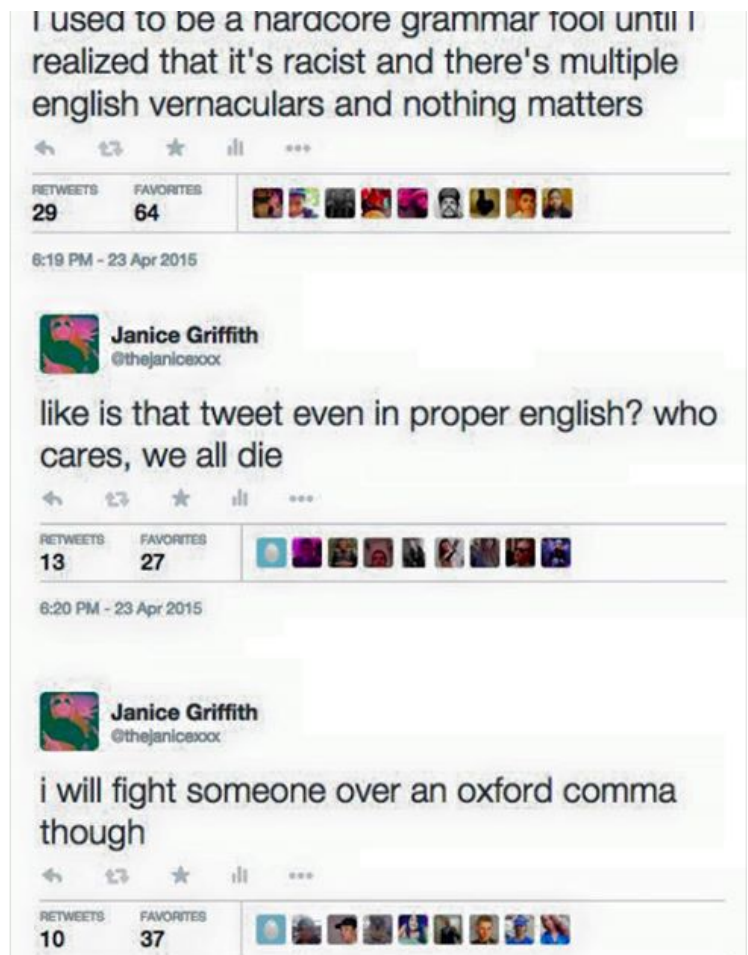 I used to be a hardcore grammar fool until I
realized that it's racist and there's multiple
english vernaculars and nothing matters
RETWEETS FAVORITES
29 64
6:19 PM - 23 Apr 2015
Janice Griffith
@thejanicexxx
like is that tweet even in proper english? who
cares, we all die
RETWEETS FAVORITES
13 27
6:20 PM - 23 Apr 2015
Janice Griffith
@thejanicexxx
i will fight someone over an oxford comma
though
RETWEETS FAVORITES
10 37